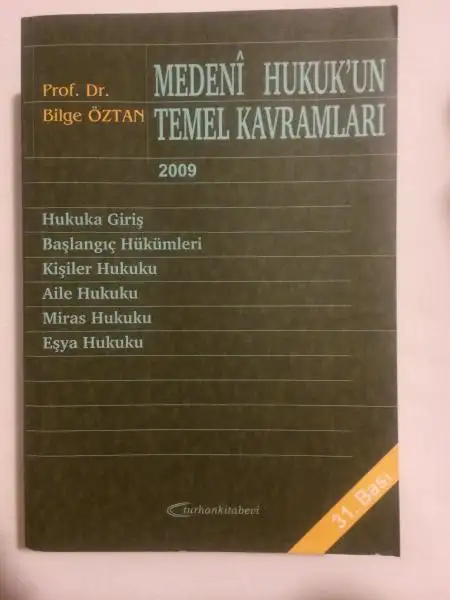 Prof. Dr.
Bilge ÖZTAN
MEDENÎ HUKUK'UN
TEMEL KAVRAMLARI
2009
Hukuka Giriş
Başlangıç Hükümleri
Kişiler Hukuku
Aile Hukuku
Miras Hukuku
Eşya Hukuku
31. Bası
turhankitabevi